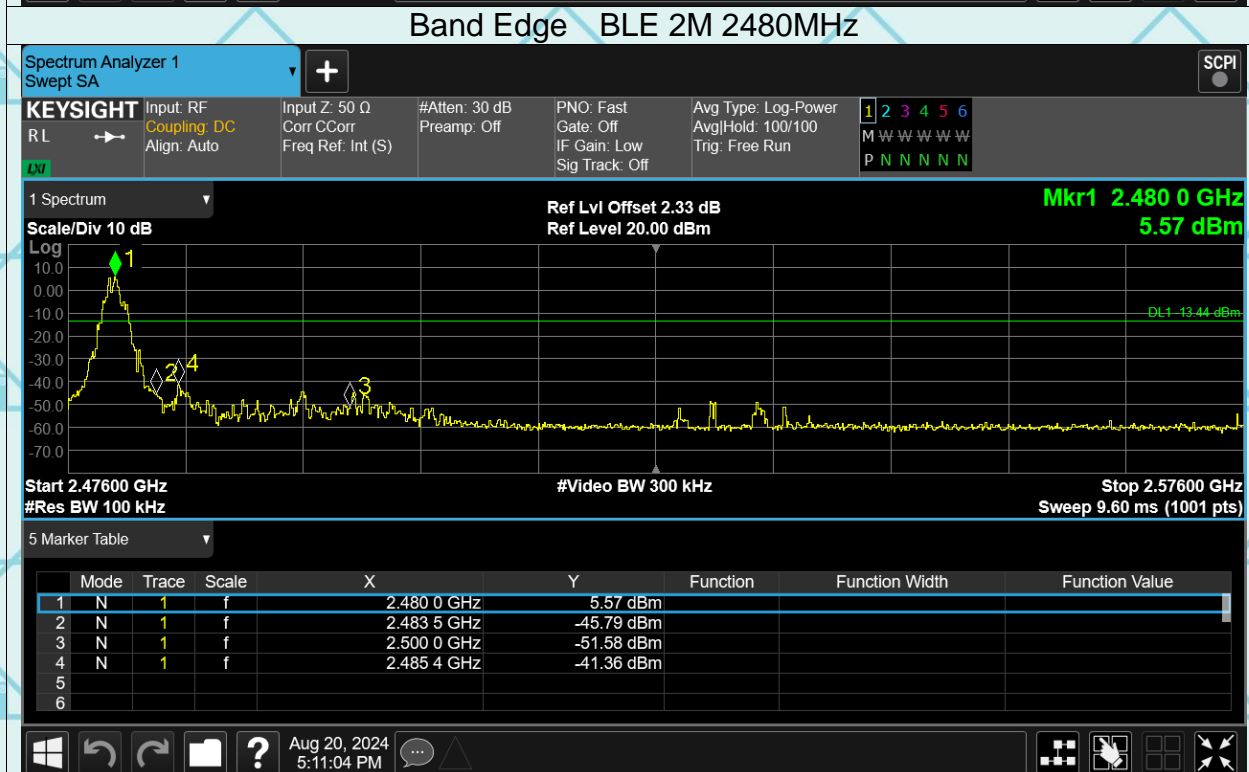 Band Edge BLE 2M 2480MHz
Spectrum Analyzer 1
Swept SA
▼
+
SCPI
KEYSIGHT Input: RF Input Z: 50 Ω #Atten: 30 dB PNO: Fast Avg Type: Log-Power 1 2 3 4 5 6
RL Coupling: DC Corr CCorr Preamp: Off Gate: Off Avg|Hold: 100/100 M W W W W W
Align: Auto Freq Ref: Int (S) IF Gain: Low Trig: Free Run P N N N N N
LXI Sig Track: Off
1 Spectrum ▼ Ref Lvl Offset 2.33 dB Mkr1 2.480 0 GHz
Scale/Div 10 dB Ref Level 20.00 dBm 5.57 dBm
Log
1
10.0
0.00
-10.0 DL1 -13.44 dBm
-20.0
-30.0
2 4
-40.0 3
-50.0
-60.0
-70.0
Start 2.47600 GHz #Video BW 300 kHz Stop 2.57600 GHz
#Res BW 100 kHz Sweep 9.60 ms (1001 pts)
5 Marker Table ▼
Mode Trace Scale X Y Function Function Width Function Value
1 N 1 f 2.480 0 GHz 5.57 dBm
2 N 1 f 2.483 5 GHz -45.79 dBm
3 N 1 f 2.500 0 GHz -51.58 dBm
4 N 1 f 2.485 4 GHz -41.36 dBm
5
6
? Aug 20, 2024
5:11:04 PM